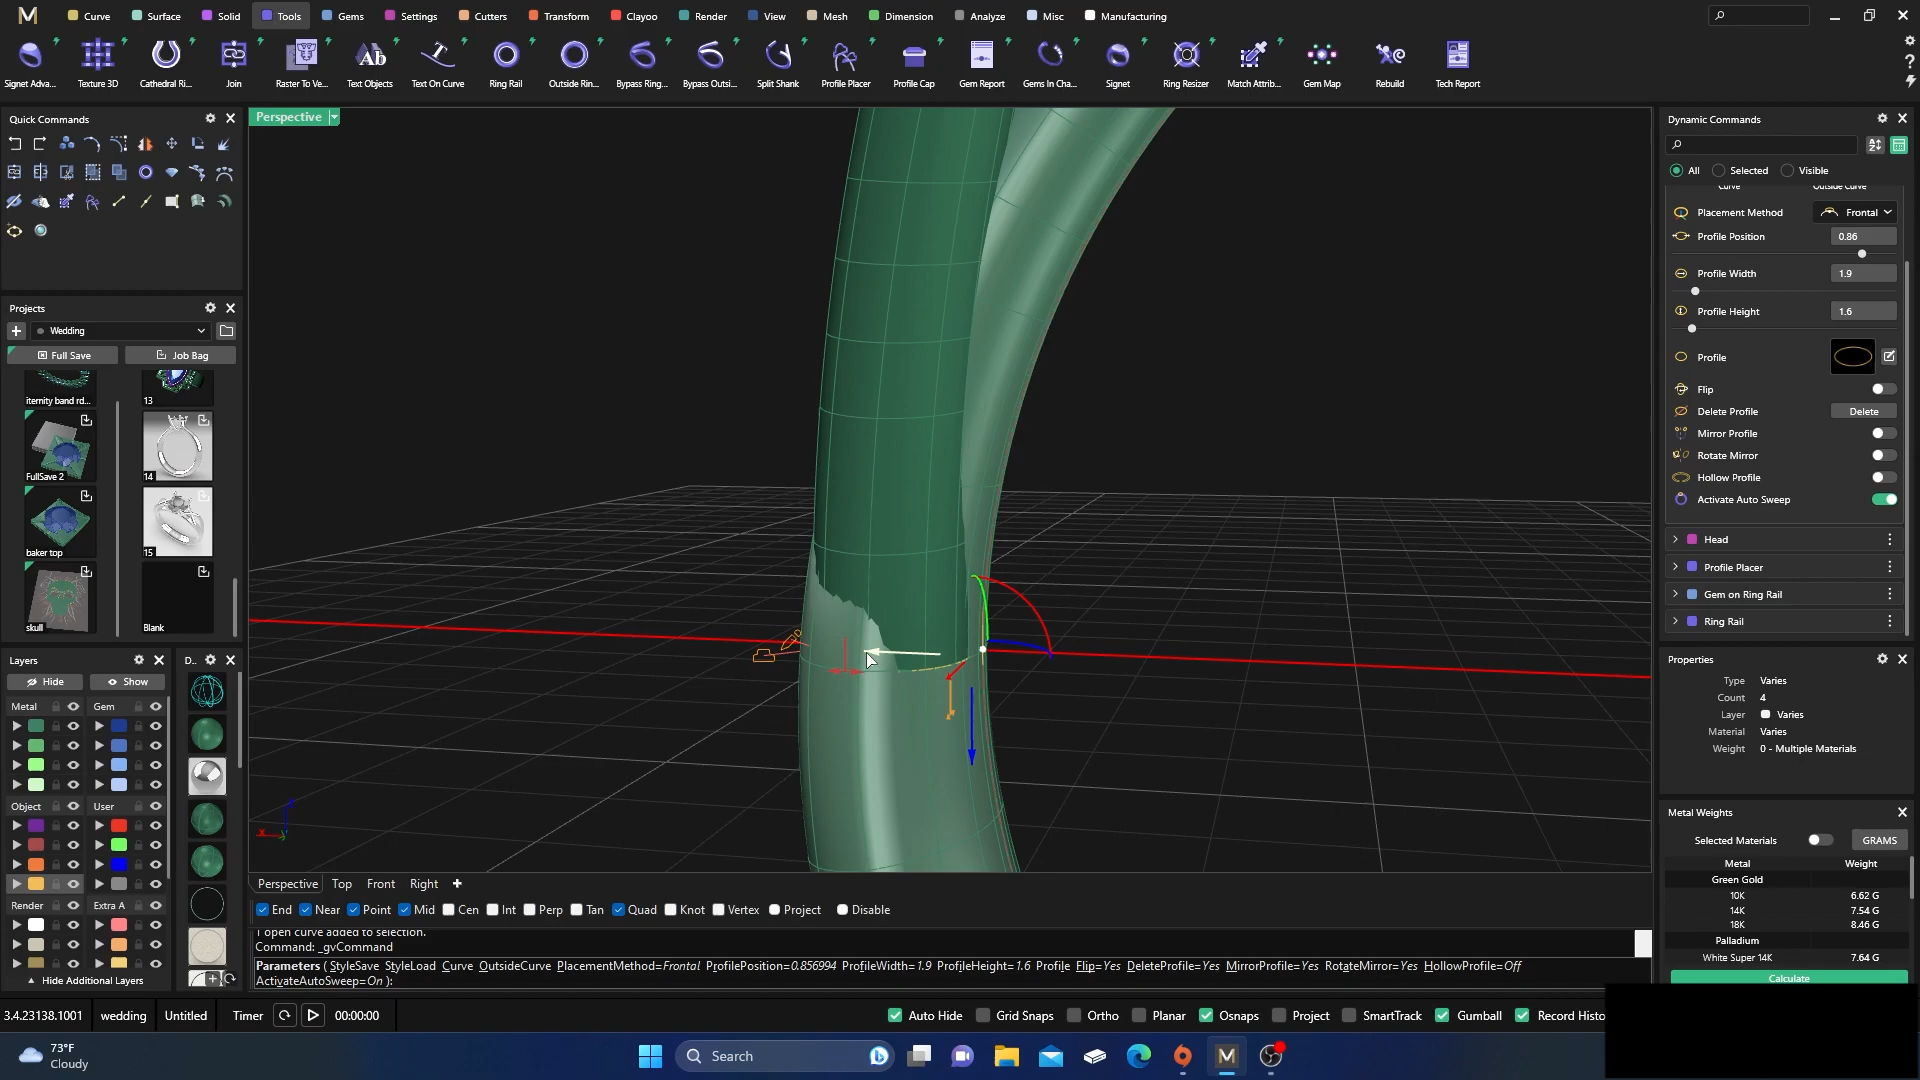 M Curve Surface Solid Tools Gems Settings Cutters Transform Clayoo Render View Mesh Dimension Analyze Misc Manufacturing
Signet Adva... Texture 3D Cathedral Ri... Join Raster To Ve... Text Objects Text On Curve Ring Rail Outside Rin... Bypass Ring... Bypass Outsi... Split Shank Profile Placer Profile Cap Gem Report Gems In Cha... Signet Ring Resizer Match Attrib... Gem Map Rebuild Tech Report
Quick Commands
Projects
Wedding
Full Save
Job Bag
iternity band rd...
13
FullSave 2
14
baker top
15
skull
Blank
Layers
D..
Hide
Show
Metal
Gem
Object
User
Render
Extra A
Hide Additional Layers
Perspective
Perspective Top Front Right
End Near Point Mid Cen Int Perp Tan Quad Knot Vertex Project Disable
1 open curve added to selection.
Command: _gvCommand
Parameters ( StyleSave StyleLoad Curve OutsideCurve PlacementMethod=Frontal ProfilePosition=0.856994 ProfileWidth=1.9 ProfileHeight=1.6 Profile Flip=Yes DeleteProfile=Yes MirrorProfile=Yes RotateMirror=Yes HollowProfile=Off
ActivateAutoSweep=On ):
Dynamic Commands
All Selected Visible
Curve Outside Curve
Placement Method Frontal
Profile Position 0.86
Profile Width 1.9
Profile Height 1.6
Profile
Flip
Delete Profile Delete
Mirror Profile
Rotate Mirror
Hollow Profile
Activate Auto Sweep
Head
Profile Placer
Gem on Ring Rail
Ring Rail
Properties
Type Varies
Count 4
Layer Varies
Material Varies
Weight 0 - Multiple Materials
Metal Weights
Selected Materials GRAMS
Metal Weight
Green Gold
10K 6.62 G
14K 7.54 G
18K 8.46 G
Palladium
White Super 14K 7.64 G
Calculate
3.4.23138.1001 wedding Untitled Timer 00:00:00 Auto Hide Grid Snaps Ortho Planar Osnaps Project SmartTrack Gumball Record Histo
73°F
Cloudy
Search